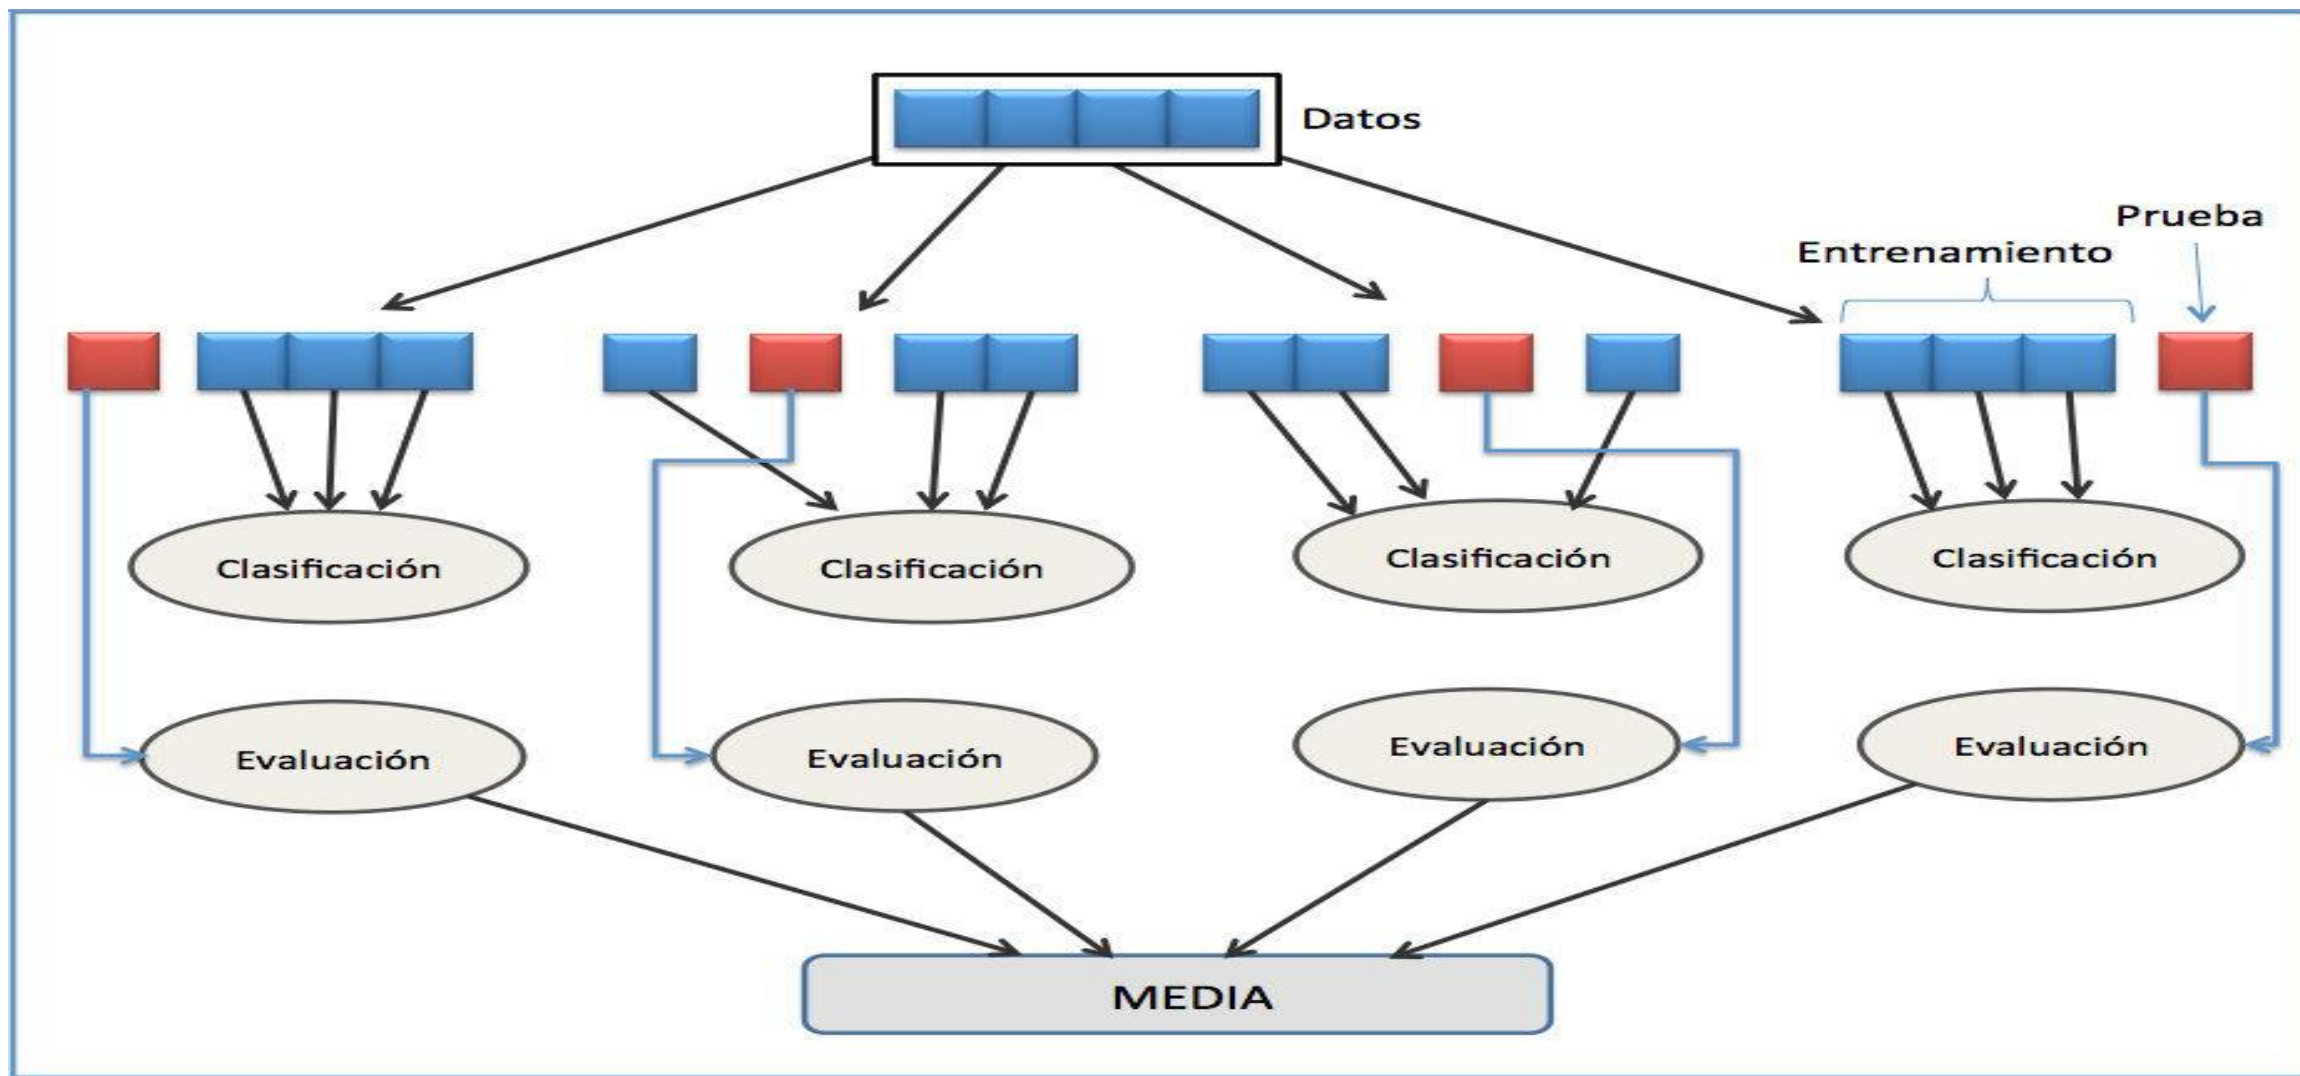 Datos
Prueba
Entrenamiento
Clasificación
Clasificación
Clasificación
Clasificación
Evaluación
Evaluación
Evaluación
Evaluación
MEDIA